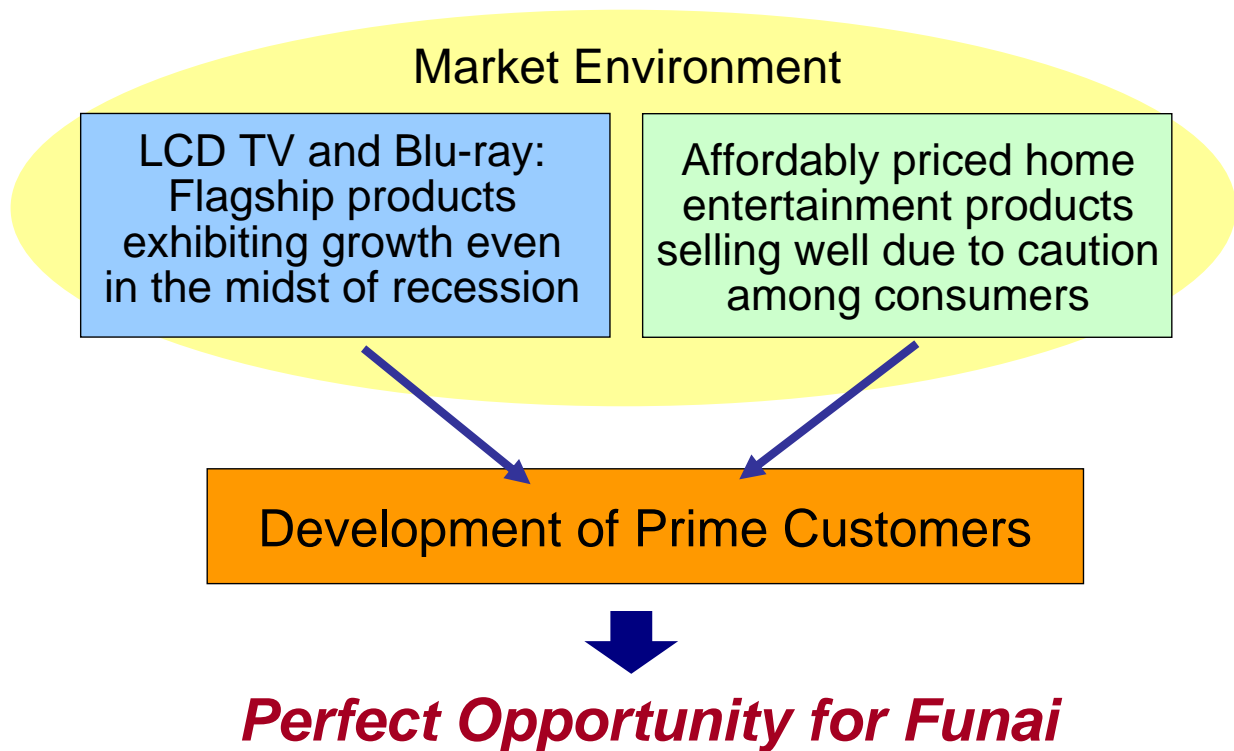 Market Environment
LCD TV and Blu-ray:
Flagship products
exhibiting growth even
in the midst of recession
Affordably priced home
entertainment products
selling well due to caution
among consumers
Development of Prime Customers
Perfect Opportunity for Funai